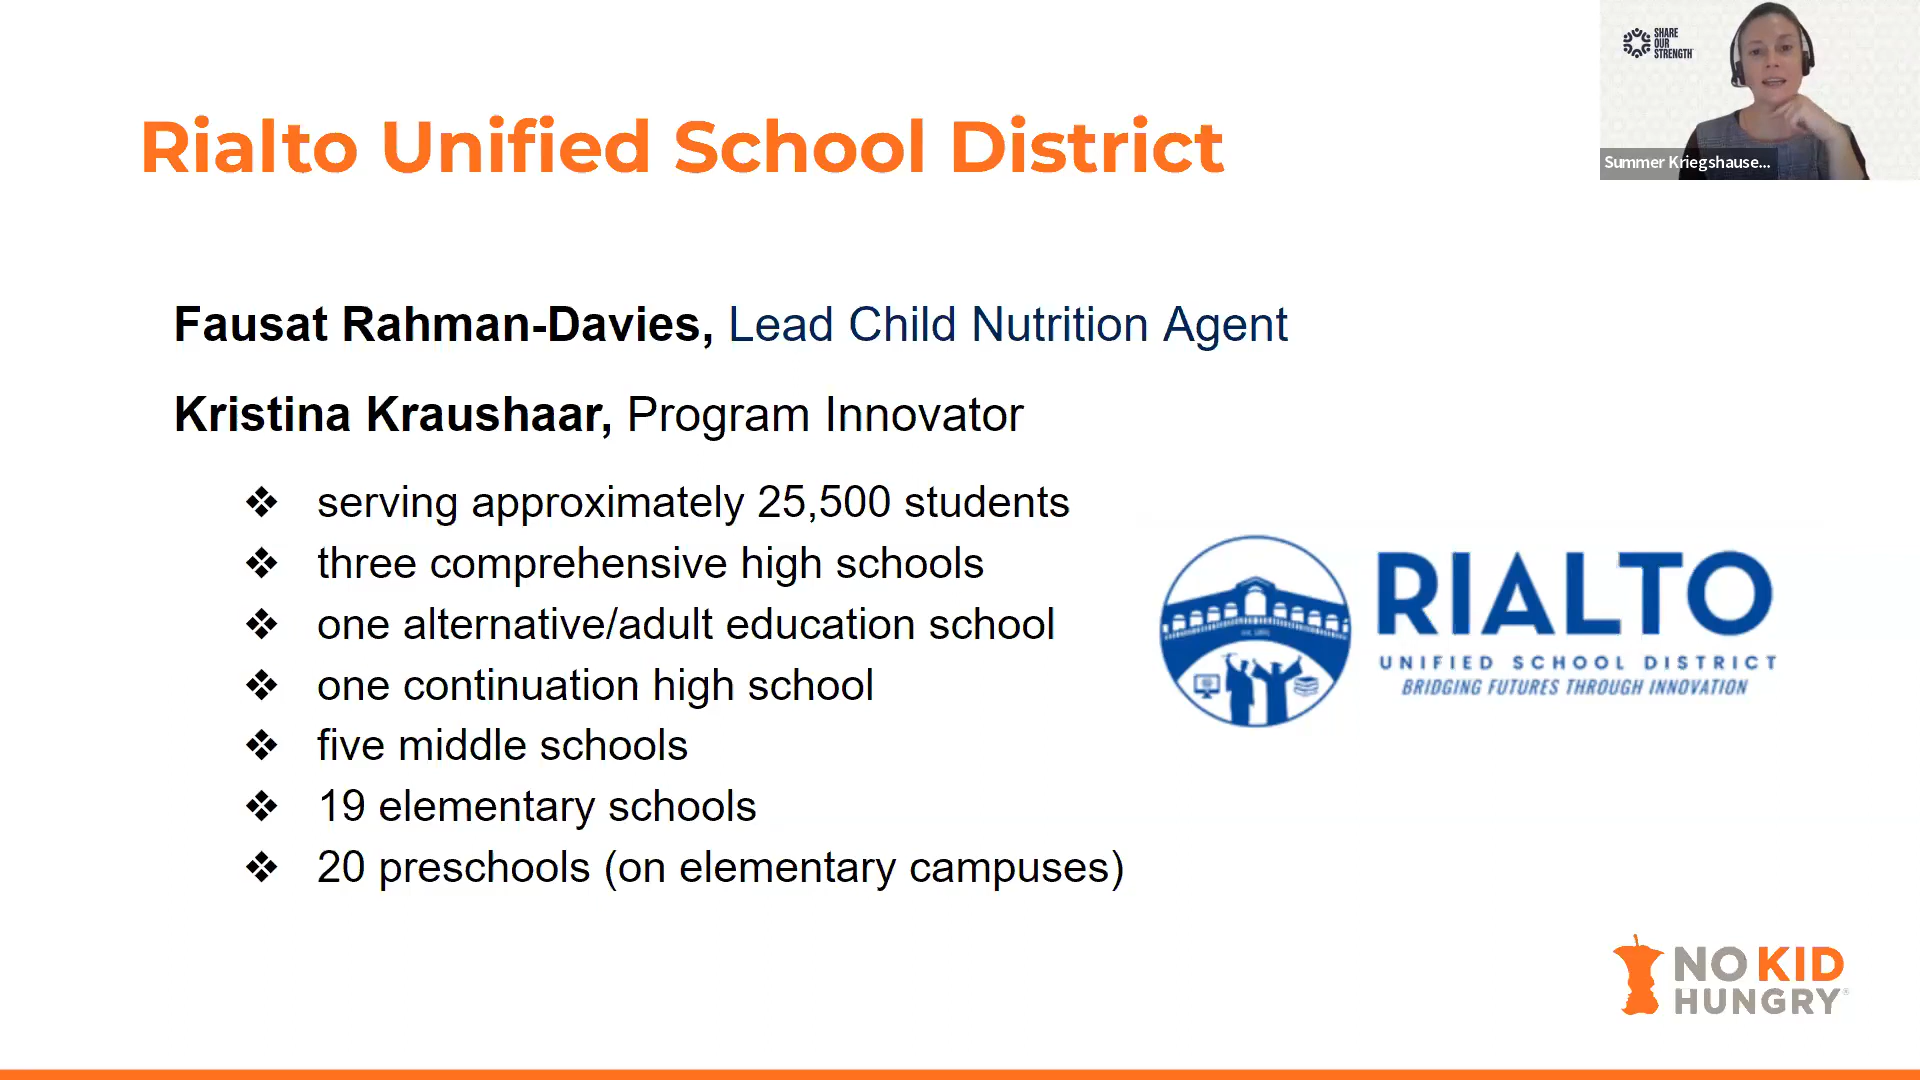 SHARE
OUR
STRENGTH
Summer Kriegshause...
Rialto Unified School District
Fausat Rahman-Davies, Lead Child Nutrition Agent
Kristina Kraushaar, Program Innovator
❖ serving approximately 25,500 students
❖ three comprehensive high schools
❖ one alternative/adult education school
❖ one continuation high school
❖ five middle schools
❖ 19 elementary schools
❖ 20 preschools (on elementary campuses)
RIALTO
UNIFIED SCHOOL DISTRICT
BRIDGING FUTURES THROUGH INNOVATION
NO KID
HUNGRY®